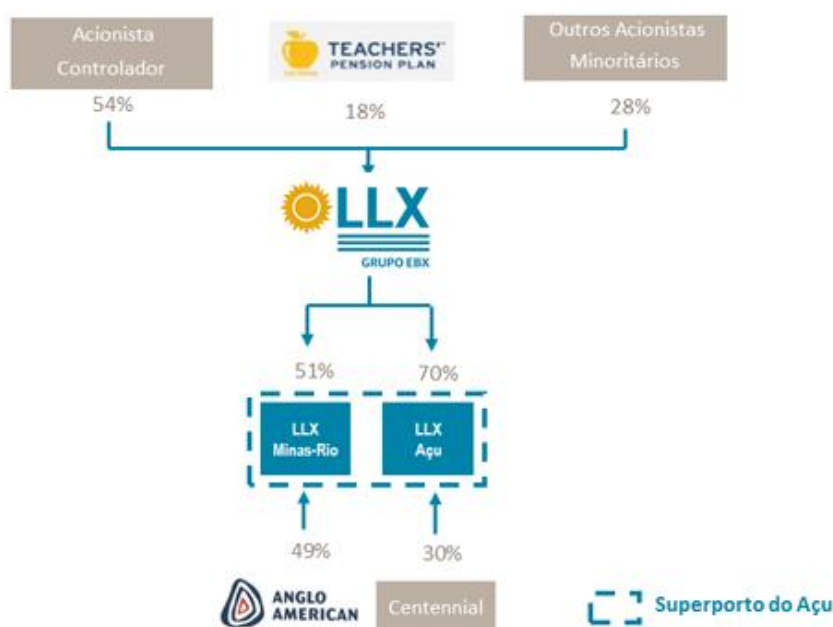 Acionista
Controlador
TEACHERS'
PENSION PLAN
Outros Acionistas
Minoritários
54%
18%
28%
LLX
GRUPO EBX
51%
70%
LLX
Minas-Rio
LLX
Açu
49%
30%
ANGLO
AMERICAN
Centennial
Superporto do Açu